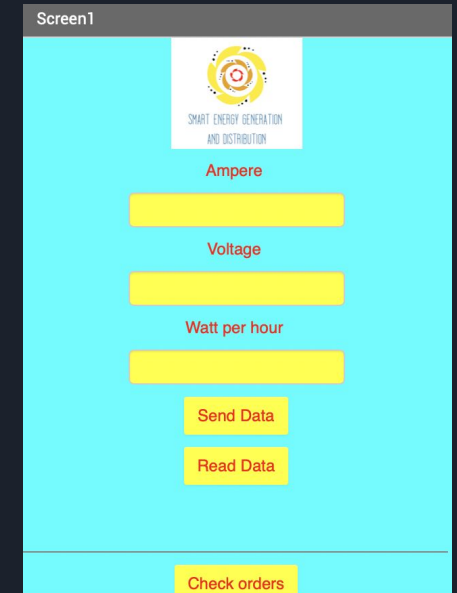 Screen1
SMART ENERGY GENERATION
AND DISTRIBUTION
Ampere
Voltage
Watt per hour
Send Data
Read Data
Check orders